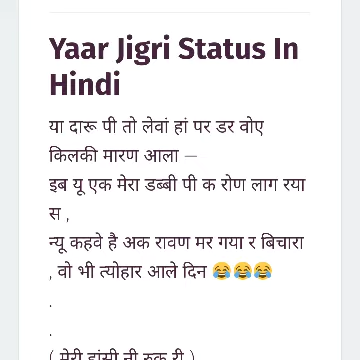 Yaar Jigri Status In
Hindi
या दारू पी तो लेवां हां पर डर वोए
किलकी मारण आला —
इब यू एक मेरा डब्बी पी क रोण लाग रया
स ,
न्यू कहवे है अक रावण मर गया र बिचारा
, वो भी त्योहार आले दिन 😂😂😂
.
.
( मेरी हांसी नी रुक री )